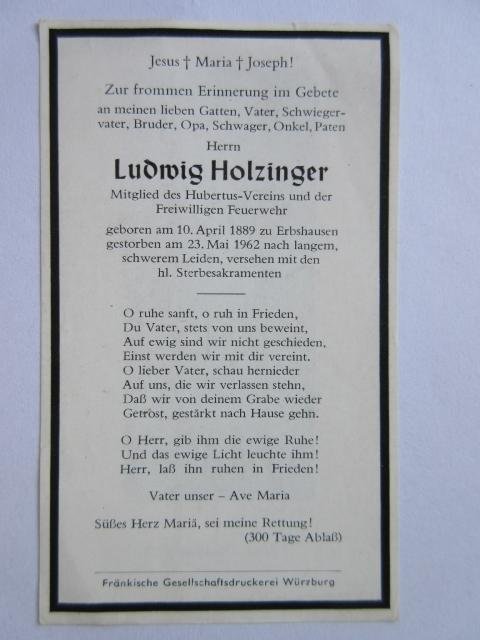 Jesus † Maria † Joseph!
Zur frommen Erinnerung im Gebete
an meinen lieben Gatten, Vater, Schwieger-
vater, Bruder, Opa, Schwager, Onkel, Paten
Herrn
Ludwig Holzinger
Mitglied des Hubertus-Vereins und der
Freiwilligen Feuerwehr
geboren am 10. April 1889 zu Erbshausen
gestorben am 23. Mai 1962 nach langem,
schwerem Leiden, versehen mit den
hl. Sterbesakramenten
O ruhe sanft, o ruh in Frieden,
Du Vater, stets von uns beweint,
Auf ewig sind wir nicht geschieden,
Einst werden wir mit dir vereint.
O lieber Vater, schau hernieder
Auf uns, die wir verlassen stehn,
Daß wir von deinem Grabe wieder
Getrost, gestärkt nach Hause gehn.
O Herr, gib ihm die ewige Ruhe!
Und das ewige Licht leuchte ihm!
Herr, laß ihn ruhen in Frieden!
Vater unser – Ave Maria
Süßes Herz Mariä, sei meine Rettung!
(300 Tage Ablaß)
Fränkische Gesellschaftsdruckerei Würzburg